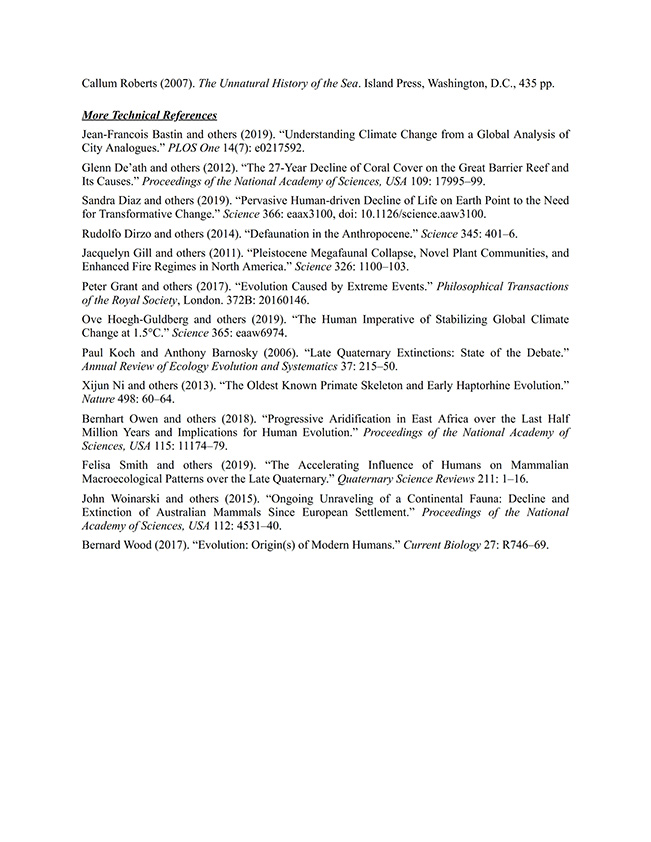 Callum Roberts (2007). The Unnatural History of the Sea. Island Press, Washington, D.C., 435 pp.
More Technical References
Jean-Francois Bastin and others (2019). “Understanding Climate Change from a Global Analysis of
City Analogues.” PLOS One 14(7): e0217592.
Glenn De’ath and others (2012). “The 27-Year Decline of Coral Cover on the Great Barrier Reef and
Its Causes.” Proceedings of the National Academy of Sciences, USA 109: 17995–99.
Sandra Diaz and others (2019). “Pervasive Human-driven Decline of Life on Earth Point to the Need
for Transformative Change.” Science 366: eaax3100, doi: 10.1126/science.aaw3100.
Rudolfo Dirzo and others (2014). “Defaunation in the Anthropocene.” Science 345: 401–6.
Jacquelyn Gill and others (2011). “Pleistocene Megafaunal Collapse, Novel Plant Communities, and
Enhanced Fire Regimes in North America.” Science 326: 1100–103.
Peter Grant and others (2017). “Evolution Caused by Extreme Events.” Philosophical Transactions
of the Royal Society, London. 372B: 20160146.
Ove Hoegh-Guldberg and others (2019). “The Human Imperative of Stabilizing Global Climate
Change at 1.5°C.” Science 365: eaaw6974.
Paul Koch and Anthony Barnosky (2006). “Late Quaternary Extinctions: State of the Debate.”
Annual Review of Ecology Evolution and Systematics 37: 215–50.
Xijun Ni and others (2013). “The Oldest Known Primate Skeleton and Early Haptorhine Evolution.”
Nature 498: 60–64.
Bernhart Owen and others (2018). “Progressive Aridification in East Africa over the Last Half
Million Years and Implications for Human Evolution.” Proceedings of the National Academy of
Sciences, USA 115: 11174–79.
Felisa Smith and others (2019). “The Accelerating Influence of Humans on Mammalian
Macroecological Patterns over the Late Quaternary.” Quaternary Science Reviews 211: 1–16.
John Woinarski and others (2015). “Ongoing Unraveling of a Continental Fauna: Decline and
Extinction of Australian Mammals Since European Settlement.” Proceedings of the National
Academy of Sciences, USA 112: 4531–40.
Bernard Wood (2017). “Evolution: Origin(s) of Modern Humans.” Current Biology 27: R746–69.